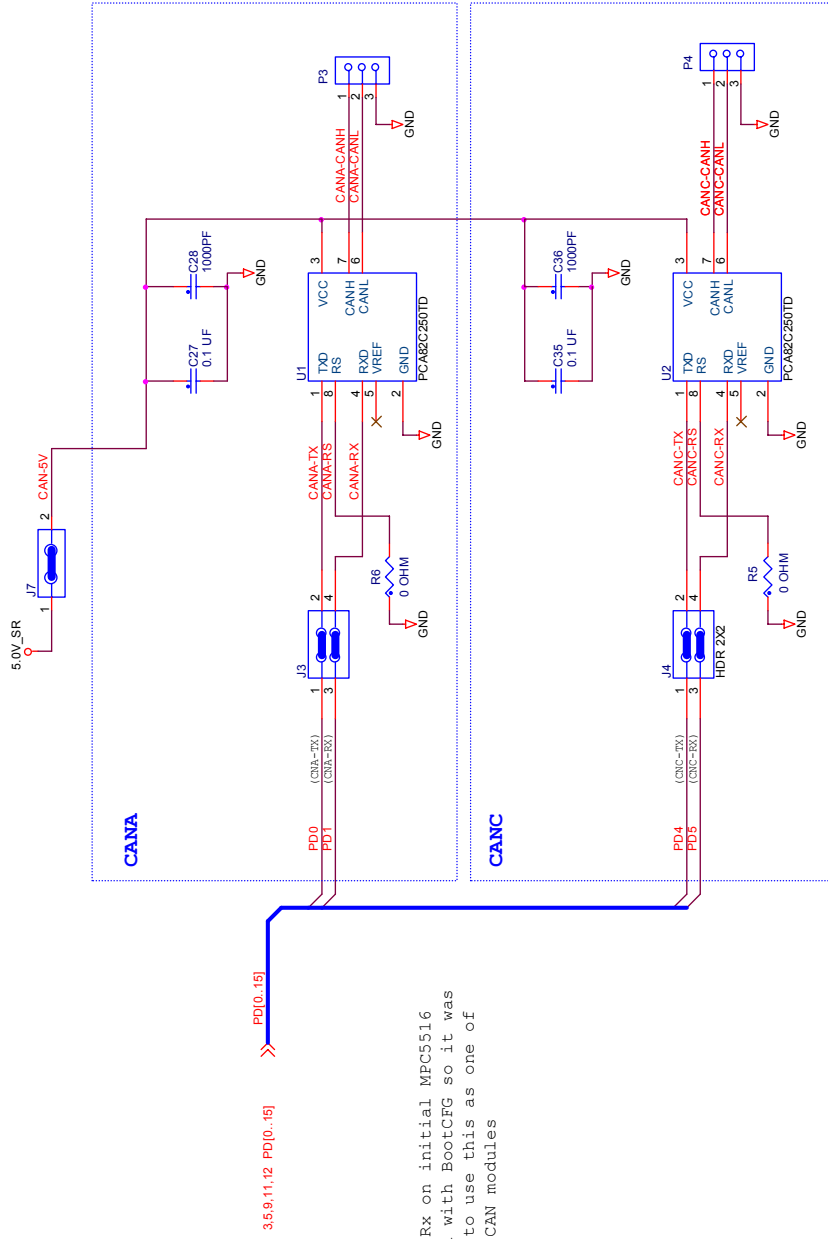 5.0V_SR
1
J7
2
CAN-5V
CANA
C27
0.1 UF
C28
1000PF
GND
PD0
PD1
(CNA-TX)
(CNA-RX)
J3
1
3
2
4
R6
0 OHM
GND
CANA-TX
CANA-RS
CANA-RX
U1
1
8
4
5
2
TXD
RS
RXD
VREF
GND
VCC
CANH
CANL
3
7
6
PCA82C250TD
GND
CANA-CANH
CANA-CANL
P3
1
2
3
GND
CANC
C35
0.1 UF
C36
1000PF
GND
PD4
PD5
(CNC-TX)
(CNC-RX)
J4
1
3
2
4
HDR 2X2
R5
0 OHM
GND
CANC-TX
CANC-RS
CANC-RX
U2
1
8
4
5
2
TXD
RS
RXD
VREF
GND
VCC
CANH
CANL
3
7
6
PCA82C250TD
GND
CANC-CANH
CANC-CANL
P4
1
2
3
GND
3,5,9,11,12 PD[0..15]
PD[0..15]
Rx on initial MPC5516
with BootCFG so it was
to use this as one of
CAN modules